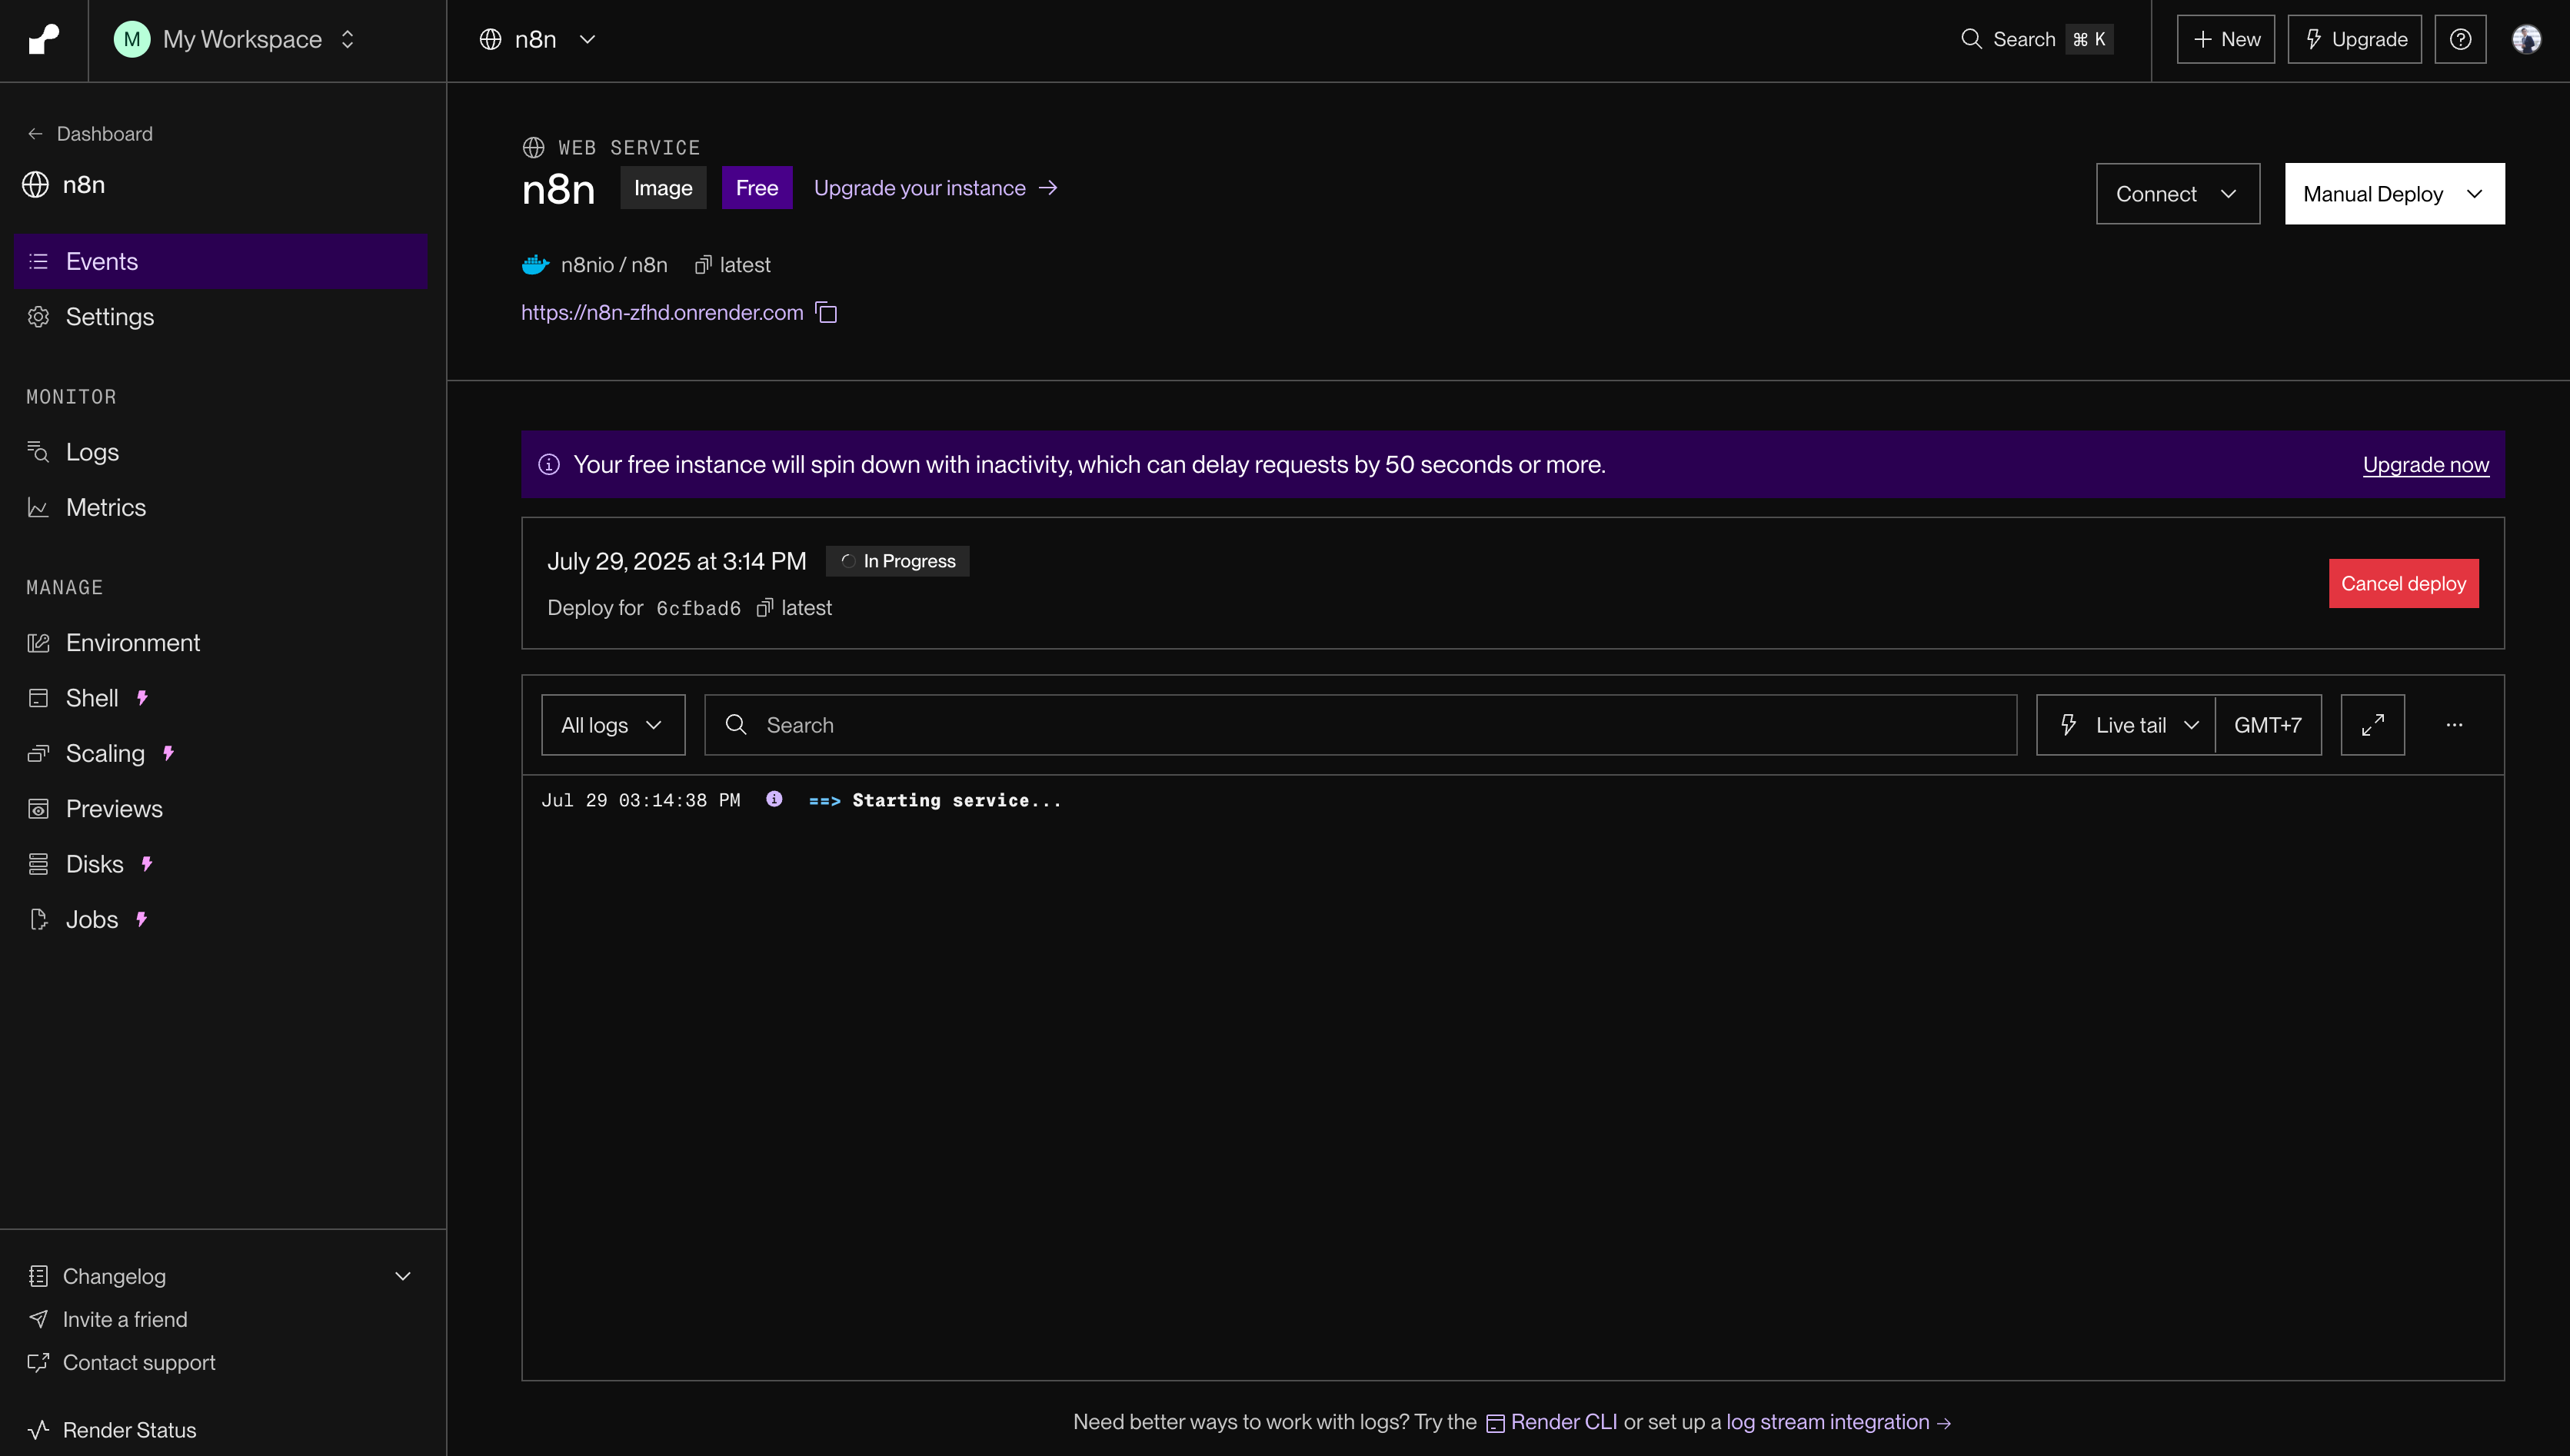 M My Workspace
n8n
Search ⌘ K
+ New
Upgrade
Dashboard
n8n
Events
Settings
MONITOR
Logs
Metrics
MANAGE
Environment
Shell
Scaling
Previews
Disks
Jobs
Changelog
Invite a friend
Contact support
Render Status
WEB SERVICE
n8n Image Free Upgrade your instance →
Connect
Manual Deploy
n8nio / n8n latest
https://n8n-zfhd.onrender.com
Your free instance will spin down with inactivity, which can delay requests by 50 seconds or more. Upgrade now
July 29, 2025 at 3:14 PM In Progress
Deploy for 6cfbad6 latest
Cancel deploy
All logs Search Live tail GMT+7 ...
Jul 29 03:14:38 PM ==> Starting service...
Need better ways to work with logs? Try the Render CLI or set up a log stream integration →